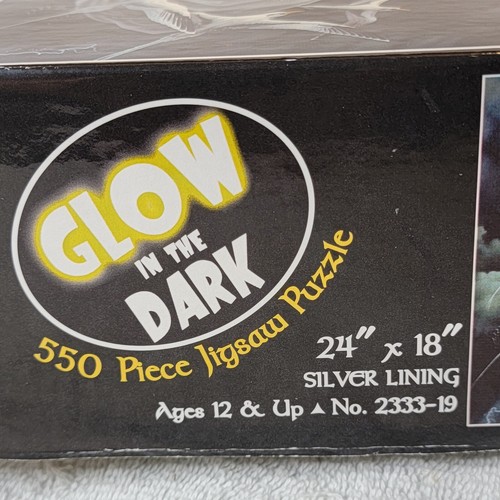 GLOW
IN THE
DARK
550 Piece Jigsaw Puzzle
24" x 18"
SILVER LINING
Ages 12 & Up ▲ No. 2333-19